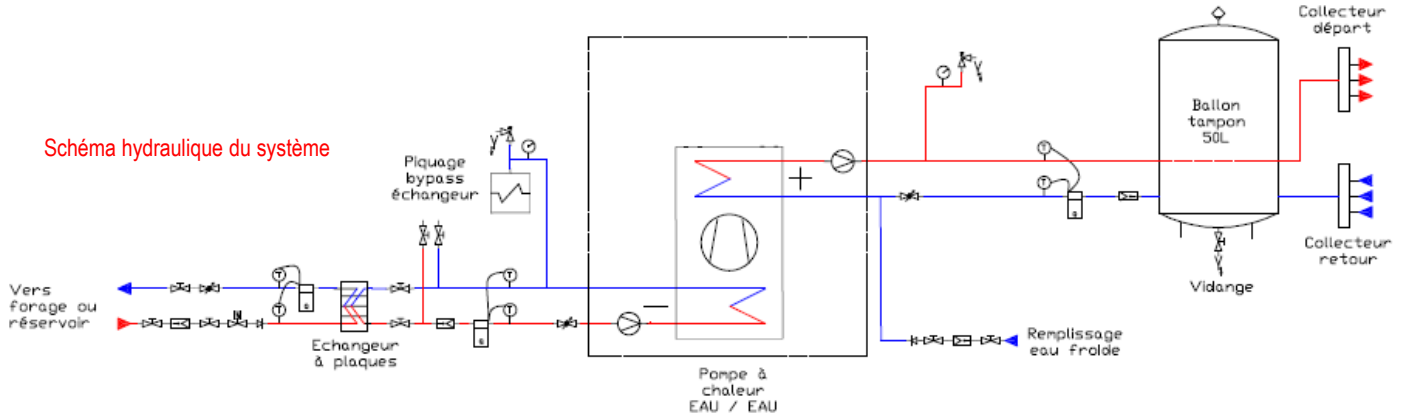 Schéma hydraulique du système
Piquage
bypass
échangeur
Collecteur
départ
Ballon
tampon
50L
Collecteur
retour
Vidange
Vers
forage ou
réservoir
Echangeur
à plaques
Remplissage
eau froide
Pompe à
chaleur
EAU / EAU
T
T
T
T
T
T